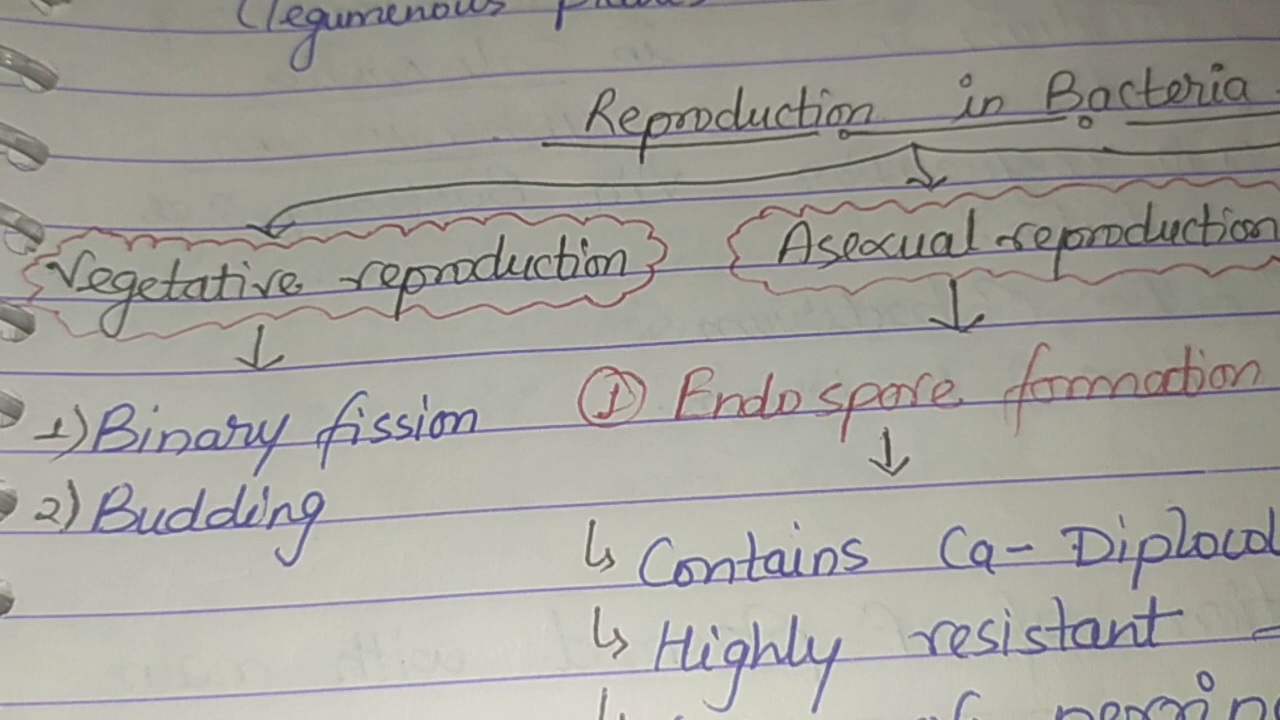 (legumenous
Reproduction in Bacteria
Vegetative reproduction
Asexual reproduction
1) Binary fission
2) Budding
① Endospore formation
↳ Contains Ca-
↳ Highly resistant -